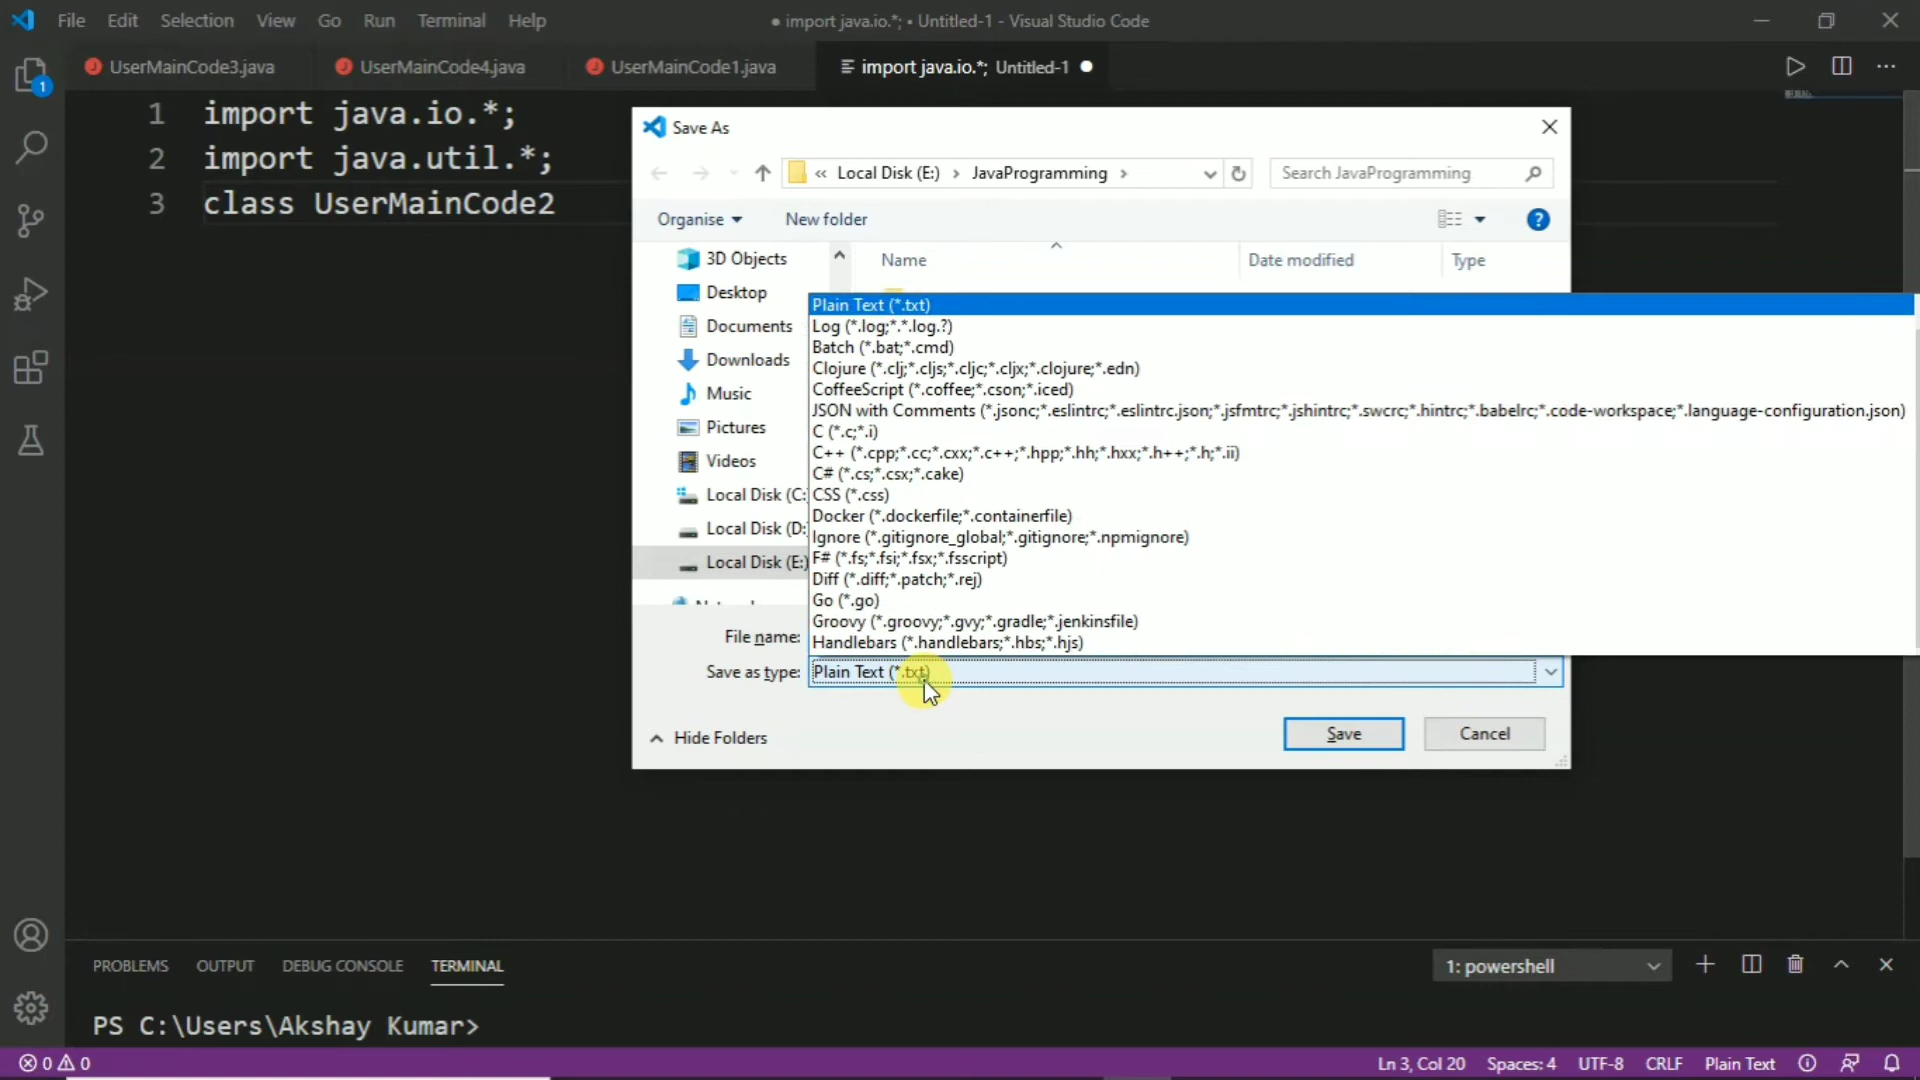 File Edit Selection View Go Run Terminal Help
● import java.io.*; • Untitled-1 - Visual Studio Code
UserMainCode3.java
UserMainCode4.java
UserMainCode1.java
import java.io.*; Untitled-1 ●
1 import java.io.*;
2 import java.util.*;
3 class UserMainCode2
1
Save As
« Local Disk (E:) › JavaProgramming ›
Search JavaProgramming
Organise
New folder
?
Name
Date modified
Type
3D Objects
Desktop
Documents
Downloads
Music
Pictures
Videos
Local Disk (C:
Local Disk (D:
Local Disk (E:)
Plain Text (*.txt)
Log (*.log;*.*.log.?)
Batch (*.bat;*.cmd)
Clojure (*.clj;*.cljs;*.cljc;*.cljx;*.clojure;*.edn)
CoffeeScript (*.coffee;*.cson;*.iced)
JSON with Comments (*.jsonc;*.eslintrc;*.eslintrc.json;*.jsfmtrc;*.jshintrc;*.swcrc;*.hintrc;*.babelrc;*.code-workspace;*.language-configuration.json)
C (*.c;*.i)
C++ (*.cpp;*.cc;*.cxx;*.c++;*.hpp;*.hh;*.hxx;*.h++;*.h;*.ii)
C# (*.cs;*.csx;*.cake)
CSS (*.css)
Docker (*.dockerfile;*.containerfile)
Ignore (*.gitignore_global;*.gitignore;*.npmignore)
F# (*.fs;*.fsi;*.fsx;*.fsscript)
Diff (*.diff;*.patch;*.rej)
Go (*.go)
Groovy (*.groovy;*.gvy;*.gradle;*.jenkinsfile)
Handlebars (*.handlebars;*.hbs;*.hjs)
File name:
Save as type: Plain Text (*.txt)
Hide Folders
Save
Cancel
PROBLEMS OUTPUT DEBUG CONSOLE TERMINAL
1: powershell
PS C:\Users\Akshay Kumar>
0 0
Ln 3, Col 20 Spaces: 4 UTF-8 CRLF Plain Text